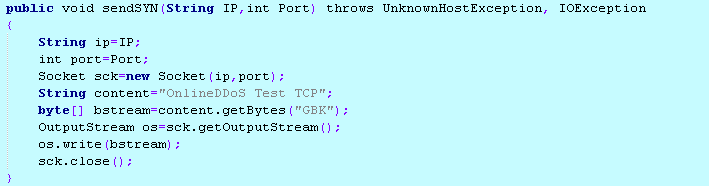 public void sendSYN(String IP,int Port) throws UnknownHostException, IOException
{
String ip=IP;
int port=Port;
Socket sck=new Socket(ip,port);
String content="OnlineDDoS Test TCP";
byte[] bstream=content.getBytes("GBK");
OutputStream os=sck.getOutputStream();
os.write(bstream);
sck.close();
}